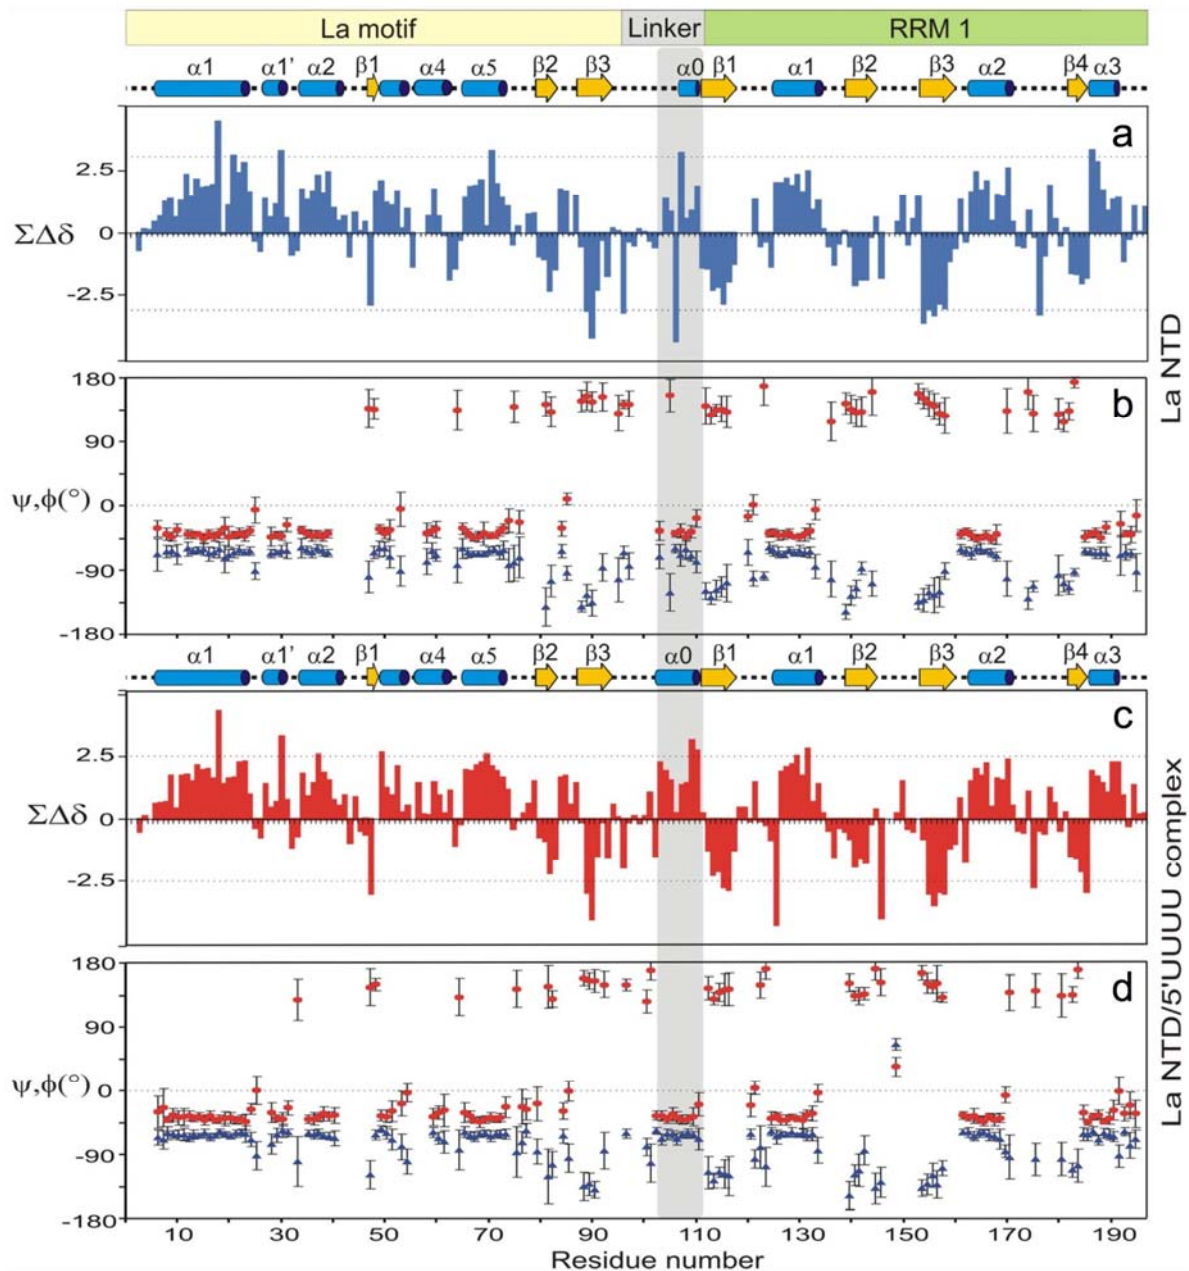 La motif Linker RRM 1
α1 α1' α2 β1 α4 α5 β2 β3 α0 β1 α1 β2 β3 α2 β4 α3
a
2.5
ΣΔδ 0
-2.5
La NTD
180
b
90
ψ,ϕ(°) 0
-90
-180
α1 α1' α2 β1 α4 α5 β2 β3 α0 β1 α1 β2 β3 α2 β4 α3
c
2.5
ΣΔδ 0
-2.5
La NTD/5'UUUU complex
180
d
90
ψ,ϕ(°) 0
-90
-180
10 30 50 70 90 110 130 150 170 190
Residue number